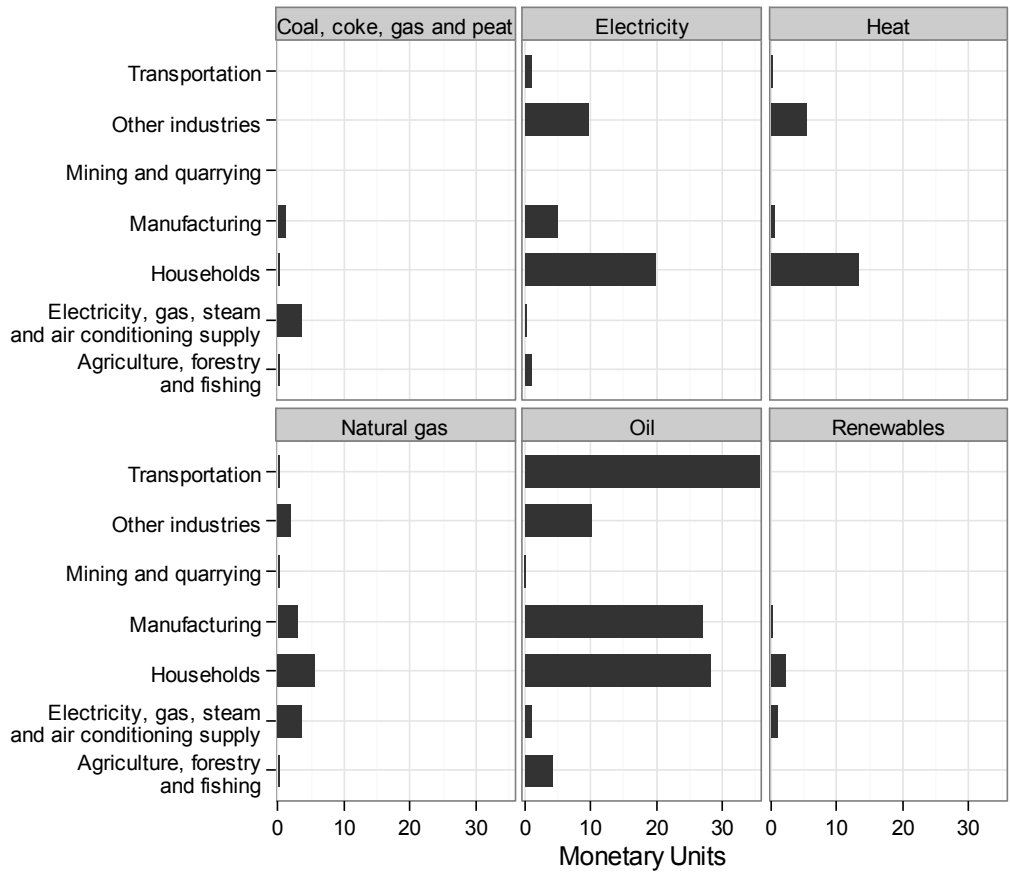 Coal, coke, gas and peat
Electricity
Heat
Transportation
Other industries
Mining and quarrying
Manufacturing
Households
Electricity, gas, steam
and air conditioning supply
Agriculture, forestry
and fishing
Natural gas
Oil
Renewables
Transportation
Other industries
Mining and quarrying
Manufacturing
Households
Electricity, gas, steam
and air conditioning supply
Agriculture, forestry
and fishing
0 10 20 30
0 10 20 30
0 10 20 30
Monetary Units